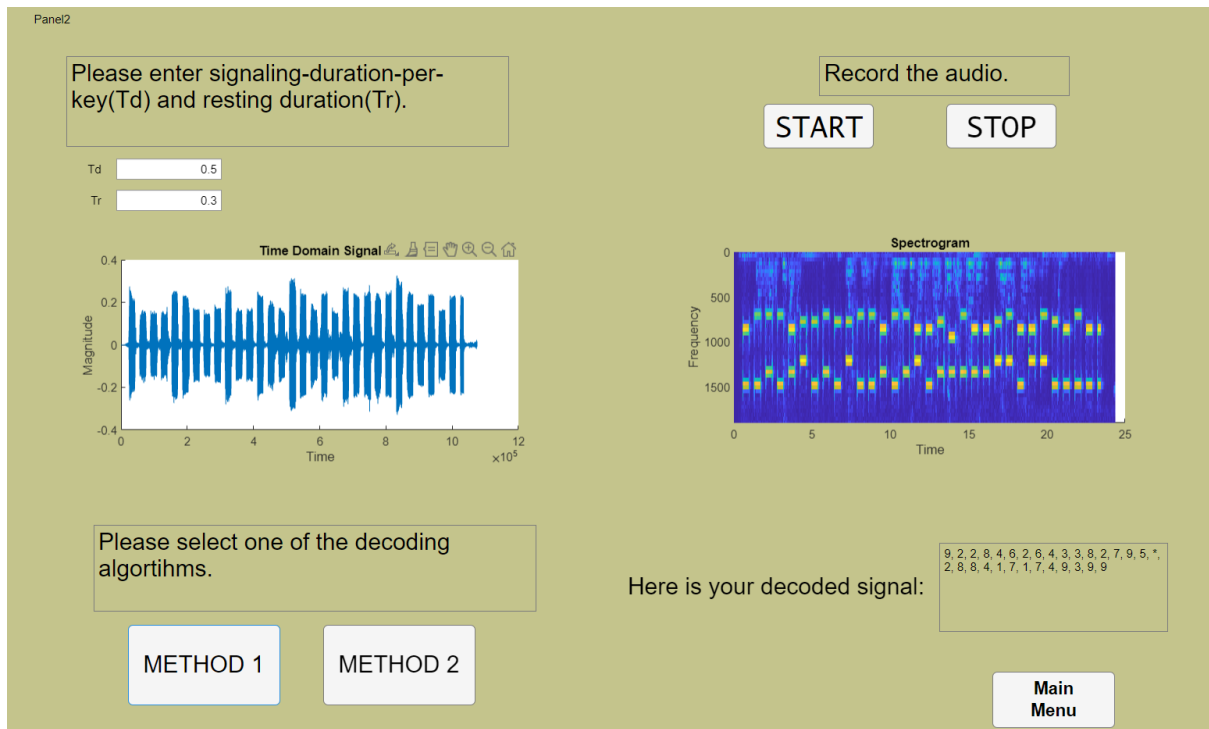 Panel2
Please enter signaling-duration-per-
key(Td) and resting duration(Tr).
Td
0.5
Tr
0.3
Record the audio.
START
STOP
Time Domain Signal
0.4
0.2
0
-0.2
-0.4
Magnitude
0
2
4
6
8
10
12
×10⁵
Time
Spectrogram
0
500
1000
1500
Frequency
0
5
10
15
20
25
Time
Please select one of the decoding
algortihms.
METHOD 1
METHOD 2
Here is your decoded signal:
9, 2, 2, 8, 4, 6, 2, 6, 4, 3, 3, 8, 2, 7, 9, 5, *,
2, 8, 8, 4, 1, 7, 1, 7, 4, 9, 3, 9, 9
Main
Menu